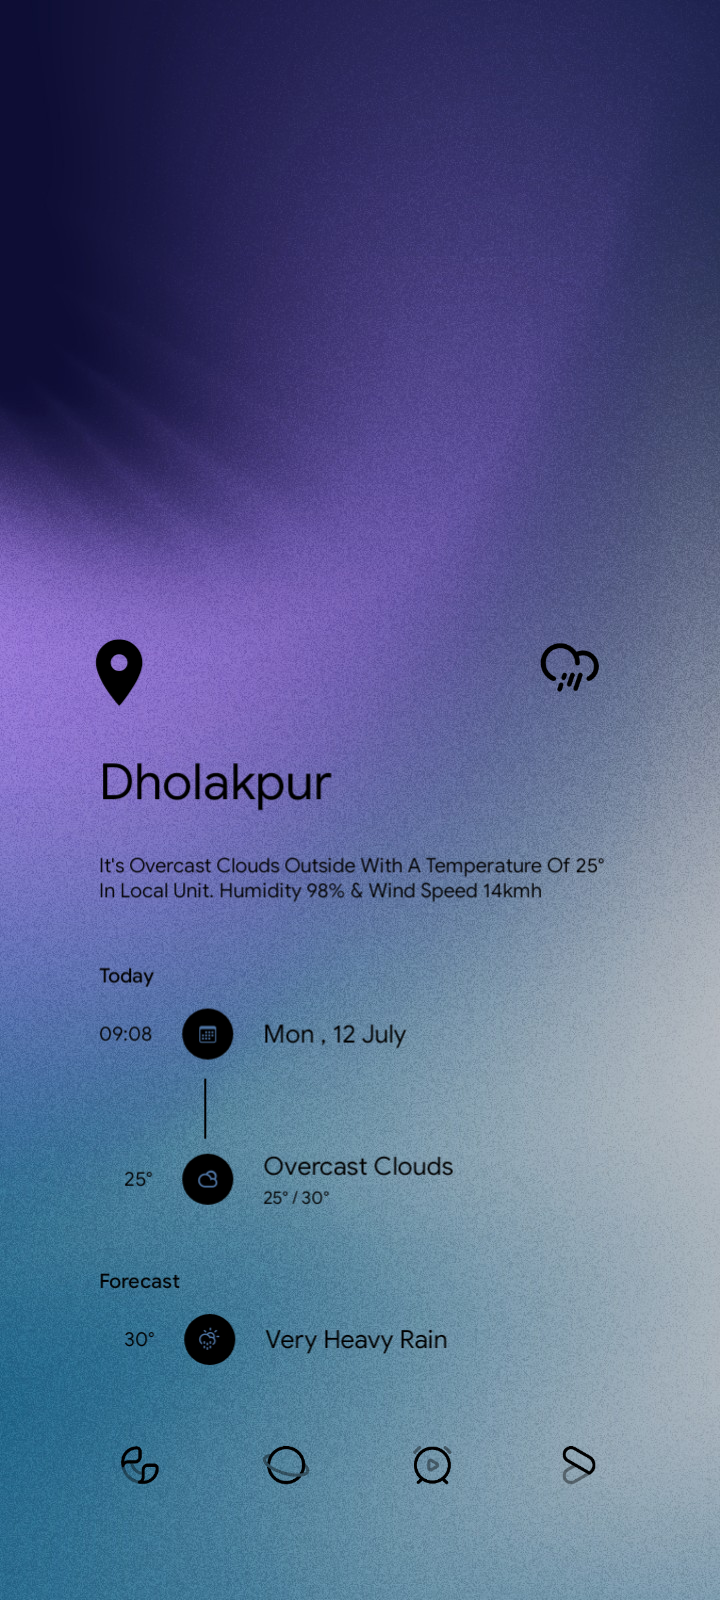 Dholakpur
It's Overcast Clouds Outside With A Temperature Of 25°
In Local Unit. Humidity 98% & Wind Speed 14kmh
Today
09:08 Mon , 12 July
25° Overcast Clouds
25° / 30°
Forecast
30° Very Heavy Rain